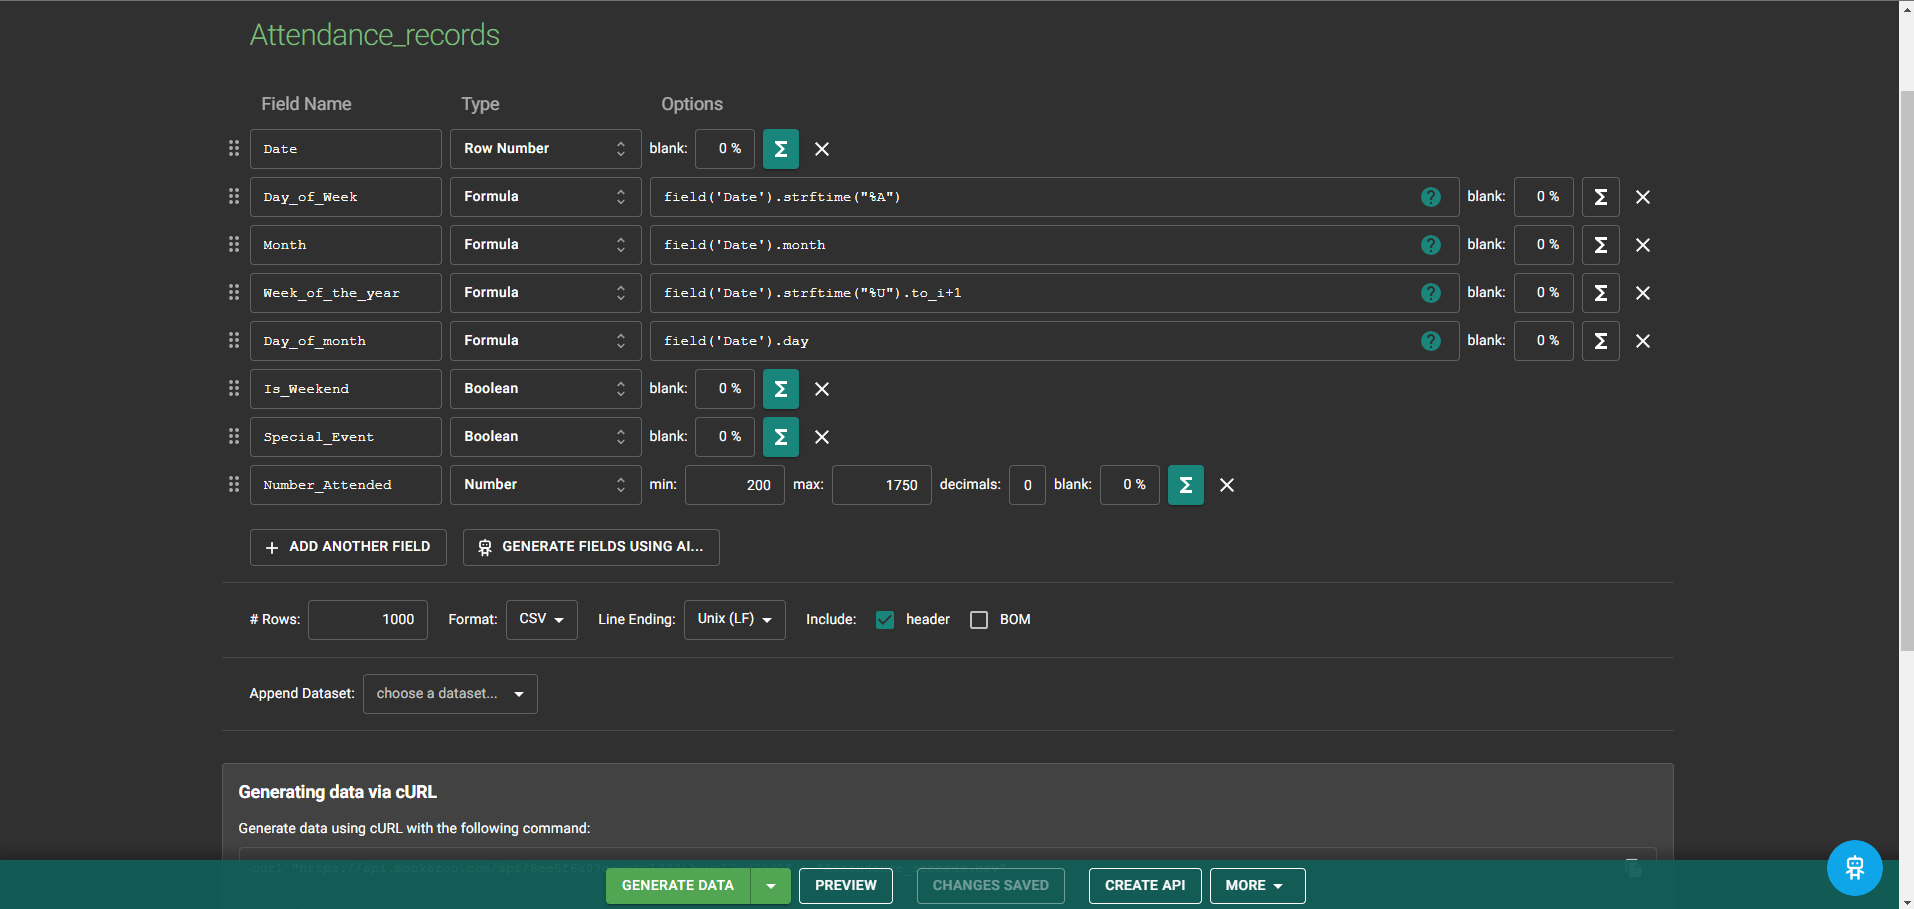 Attendance_records
Field Name Type Options
Date Row Number blank: 0 % Σ
Day_of_Week Formula field('Date').strftime("%A") ? blank: 0 % Σ
Month Formula field('Date').month ? blank: 0 % Σ
Week_of_the_year Formula field('Date').strftime("%U").to_i+1 ? blank: 0 % Σ
Day_of_month Formula field('Date').day ? blank: 0 % Σ
Is_Weekend Boolean blank: 0 % Σ
Special_Event Boolean blank: 0 % Σ
Number_Attended Number min: 200 max: 1750 decimals: 0 blank: 0 % Σ
+ ADD ANOTHER FIELD GENERATE FIELDS USING AI...
# Rows: 1000 Format: CSV Line Ending: Unix (LF) Include: header BOM
Append Dataset: choose a dataset...
Generating data via cURL
Generate data using cURL with the following command:
curl "https://api.mockaroo.com/api/
GENERATE DATA PREVIEW CHANGES SAVED CREATE API MORE